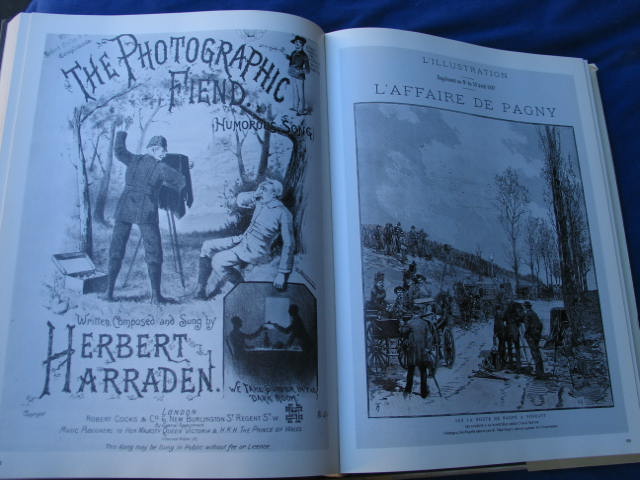 THE PHOTOGRAPHIC
FIEND.
(HUMOROUS SONG)
Written Composed and Sung by
HERBERT
HARRADEN.
WE TAKE SUPPER IN THE
"DARK ROOM"
Copyright
LONDON
ROBERT COCKS & Co 6, NEW BURLINGTON ST REGENT ST W.
MUSIC PUBLISHERS TO HER MAJESTY QUEEN VICTORIA & H.R.H. THE PRINCE OF WALES
This Song may be Sung in Public without fee or Licence.
L'ILLUSTRATION
L'AFFAIRE DE PAGNY